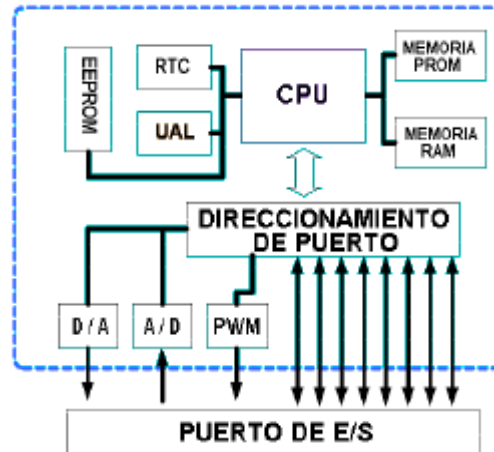 EEPROM
RTC
UAL
CPU
MEMORIA
PROM
MEMORIA
RAM
DIRECCIONAMIENTO
DE PUERTO
D / A
A / D
PWM
PUERTO DE E/S